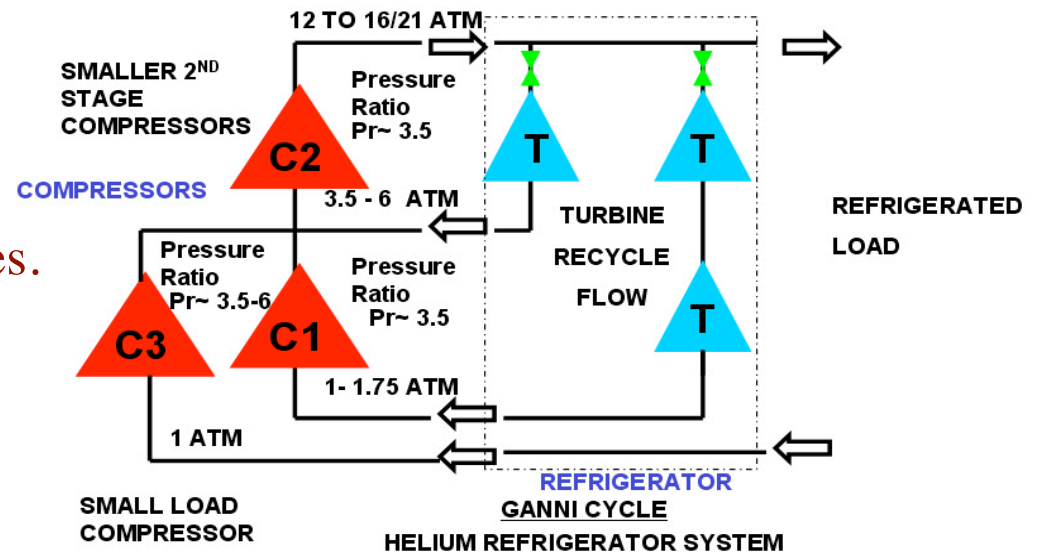 12 TO 16/21 ATM
SMALLER 2ND
STAGE
COMPRESSORS
Pressure
Ratio
Pr~ 3.5
C2
T
T
COMPRESSORS
3.5 - 6 ATM
TURBINE
RECYCLE
FLOW
REFRIGERATED
LOAD
es.
Pressure
Ratio
Pr~ 3.5-6
Pressure
Ratio
Pr~ 3.5
C3
C1
T
1- 1.75 ATM
1 ATM
SMALL LOAD
COMPRESSOR
REFRIGERATOR
GANNI CYCLE
HELIUM REFRIGERATOR SYSTEM